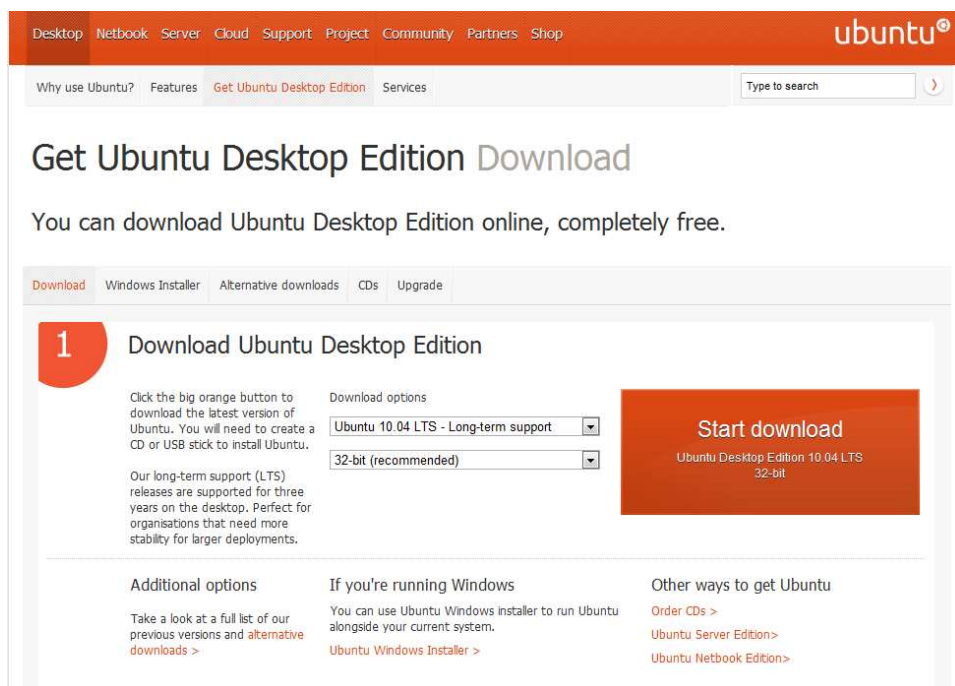 Desktop Netbook Server Cloud Support Project Community Partners Shop
ubuntu
Why use Ubuntu? Features Get Ubuntu Desktop Edition Services
Type to search
Get Ubuntu Desktop Edition Download
You can download Ubuntu Desktop Edition online, completely free.
Download Windows Installer Alternative downloads CDs Upgrade
1
Download Ubuntu Desktop Edition
Click the big orange button to
download the latest version of
Ubuntu. You will need to create a
CD or USB stick to install Ubuntu.
Our long-term support (LTS)
releases are supported for three
years on the desktop. Perfect for
organisations that need more
stability for larger deployments.
Download options
Ubuntu 10.04 LTS - Long-term support
32-bit (recommended)
Start download
Ubuntu Desktop Edition 10.04 LTS
32-bit
Additional options
Take a look at a full list of our
previous versions and alternative
downloads >
If you're running Windows
You can use Ubuntu Windows installer to run Ubuntu
alongside your current system.
Ubuntu Windows Installer >
Other ways to get Ubuntu
Order CDs >
Ubuntu Server Edition>
Ubuntu Netbook Edition>